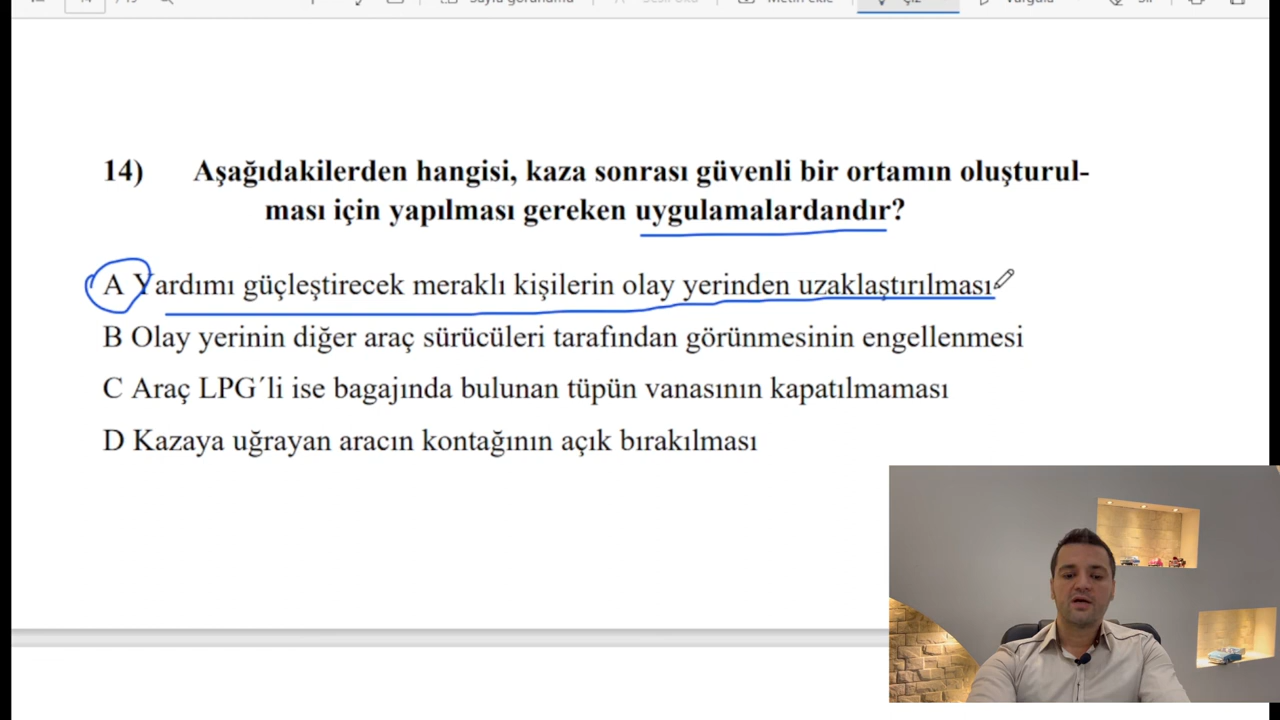 14) Aşağıdakilerden hangisi, kaza sonrası güvenli bir ortamın oluşturul-
ması için yapılması gereken uygulamalardandır?
A Yardımı güçleştirecek meraklı kişilerin olay yerinden uzaklaştırılması
B Olay yerinin diğer araç sürücüleri tarafından görünmesinin engellenmesi
C Araç LPG´li ise bagajında bulunan tüpün vanasının kapatılmaması
D Kazaya uğrayan aracın kontağının açık bırakılması